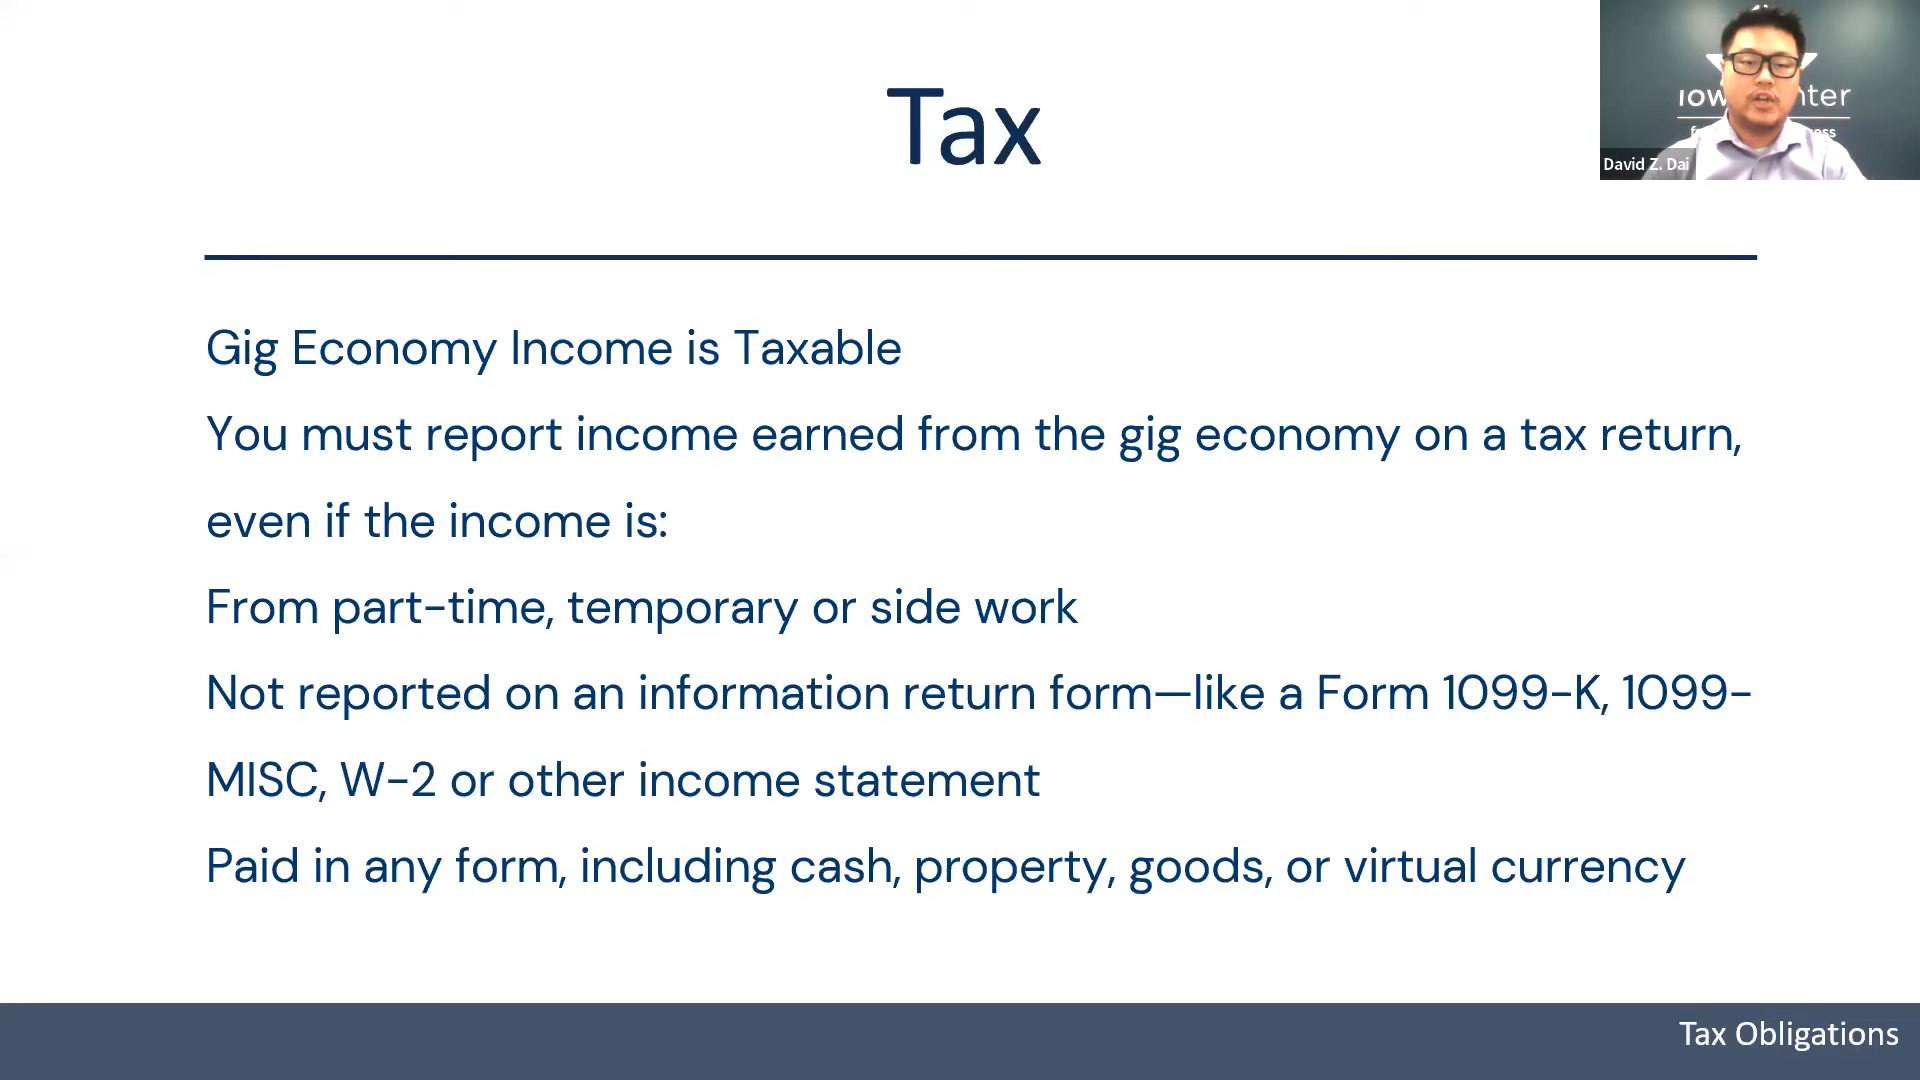 Tax
David Z. Dai
Gig Economy Income is Taxable
You must report income earned from the gig economy on a tax return,
even if the income is:
From part-time, temporary or side work
Not reported on an information return form—like a Form 1099-K, 1099-
MISC, W-2 or other income statement
Paid in any form, including cash, property, goods, or virtual currency
Tax Obligations